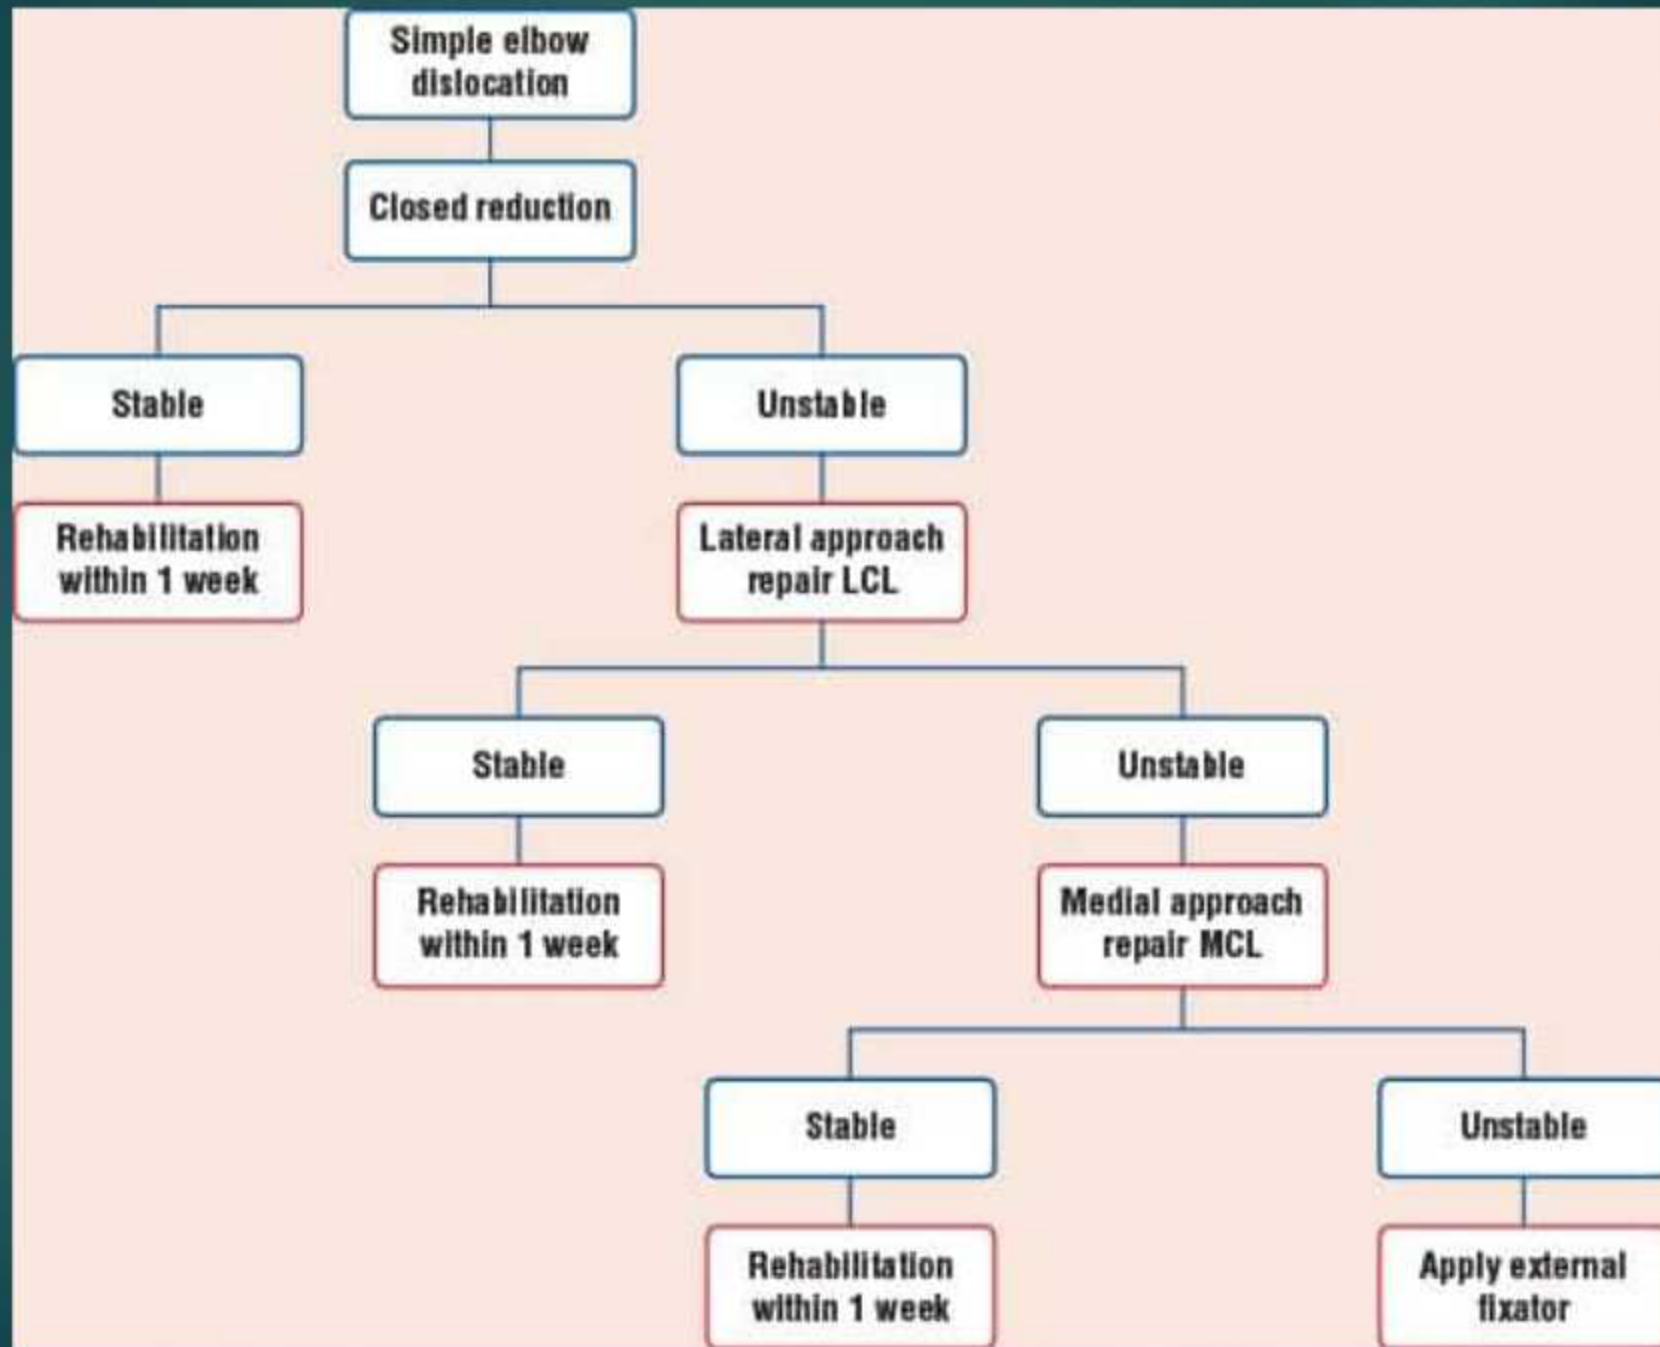 Simple elbow
dislocation
Closed reduction
Stable
Unstable
Rehabilitation
within 1 week
Lateral approach
repair LCL
Stable
Unstable
Rehabilitation
within 1 week
Medial approach
repair MCL
Stable
Unstable
Rehabilitation
within 1 week
Apply external
fixator